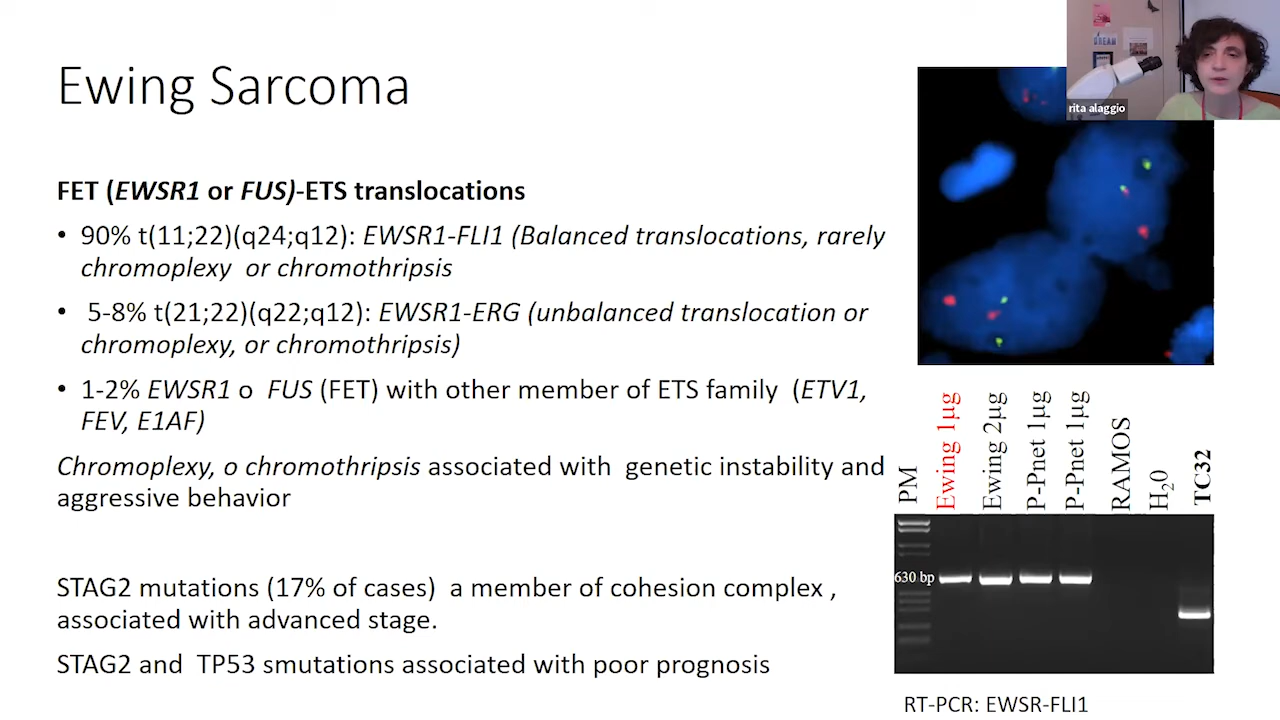 Ewing Sarcoma
FET (EWSR1 or FUS)-ETS translocations
• 90% t(11;22)(q24;q12): EWSR1-FLI1 (Balanced translocations, rarely
chromoplexy or chromothripsis
• 5-8% t(21;22)(q22;q12): EWSR1-ERG (unbalanced translocation or
chromoplexy, or chromothripsis)
• 1-2% EWSR1 o FUS (FET) with other member of ETS family (ETV1,
FEV, E1AF)
Chromoplexy, o chromothripsis associated with genetic instability and
aggressive behavior
STAG2 mutations (17% of cases) a member of cohesion complex ,
associated with advanced stage.
STAG2 and TP53 smutations associated with poor prognosis
DREAM
rita alaggio
PM
Ewing 1µg
Ewing 2µg
P-Pnet 1µg
P-Pnet 1µg
RAMOS
H₂0
TC32
630 bp
RT-PCR: EWSR-FLI1